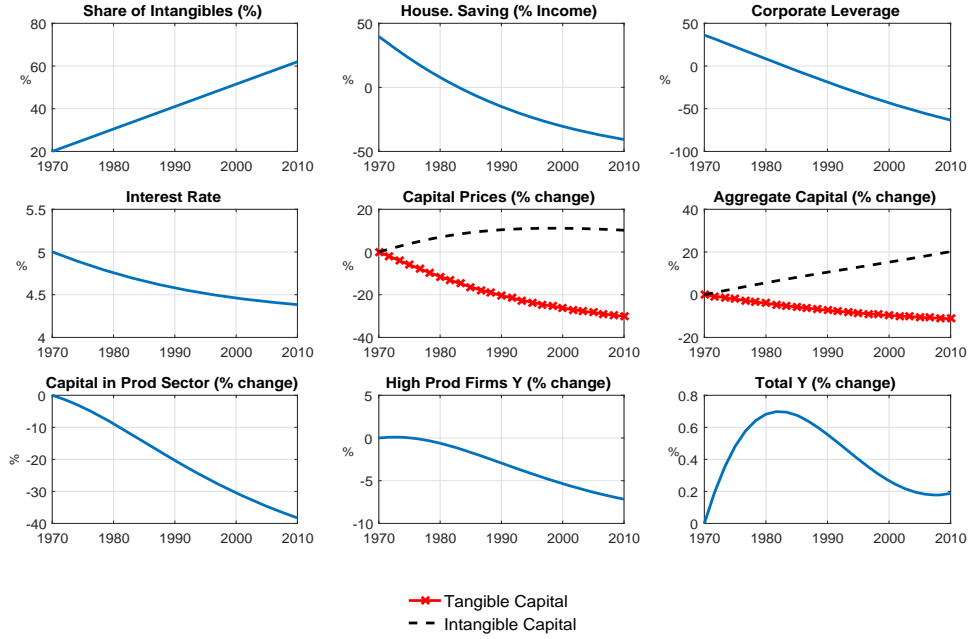 Share of Intangibles (%)
80
60
40
20
%
1970 1980 1990 2000 2010
House. Saving (% Income)
50
0
-50
%
1970 1980 1990 2000 2010
Corporate Leverage
50
0
-50
-100
%
1970 1980 1990 2000 2010
Interest Rate
5.5
5
4.5
4
%
1970 1980 1990 2000 2010
Capital Prices (% change)
20
0
-20
-40
%
1970 1980 1990 2000 2010
Aggregate Capital (% change)
40
20
0
-20
%
1970 1980 1990 2000 2010
Capital in Prod Sector (% change)
0
-10
-20
-30
-40
%
1970 1980 1990 2000 2010
High Prod Firms Y (% change)
5
0
-5
-10
%
1970 1980 1990 2000 2010
Total Y (% change)
0.8
0.6
0.4
0.2
0
%
1970 1980 1990 2000 2010
Tangible Capital
Intangible Capital